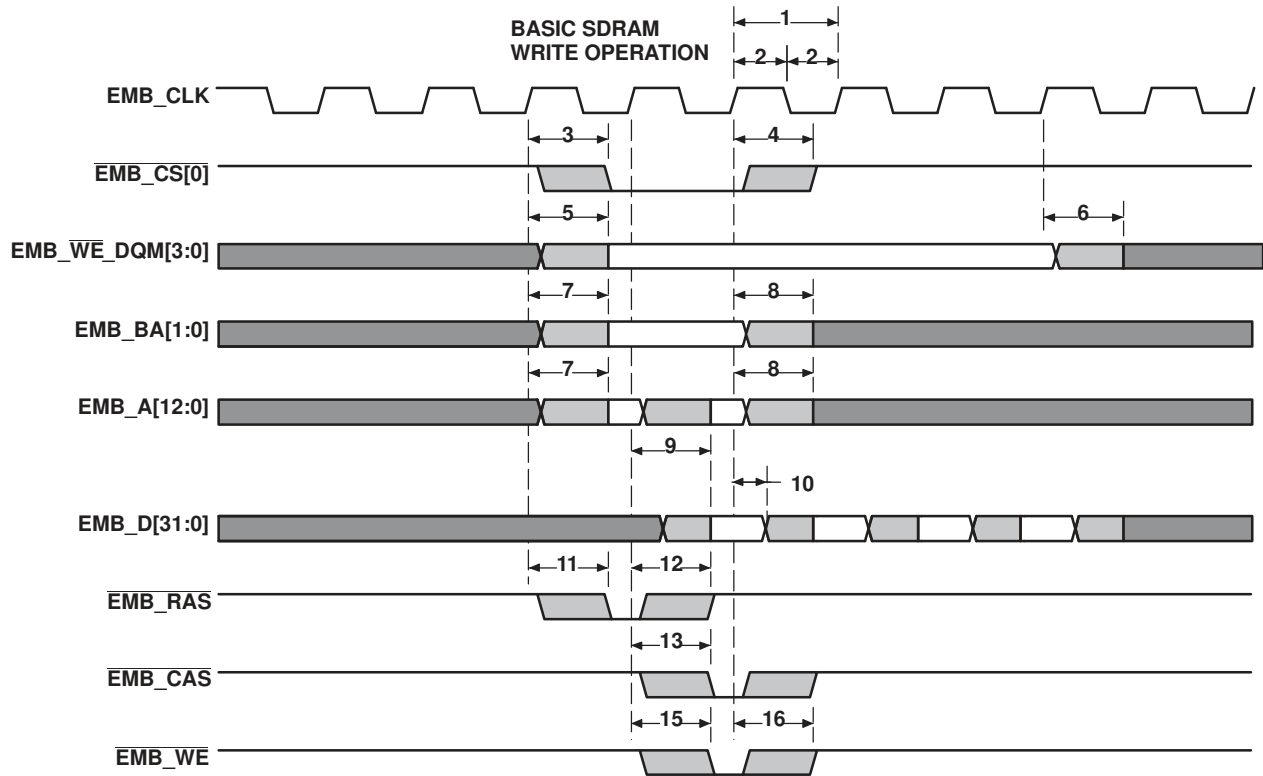 BASIC SDRAM
WRITE OPERATION
1
2 2
EMB_CLK
3 4
EMB_CS[0]
5 6
EMB_WE_DQM[3:0]
7 8
EMB_BA[1:0]
7 8
EMB_A[12:0]
9
10
EMB_D[31:0]
11 12
EMB_RAS
13
EMB_CAS
15 16
EMB_WE